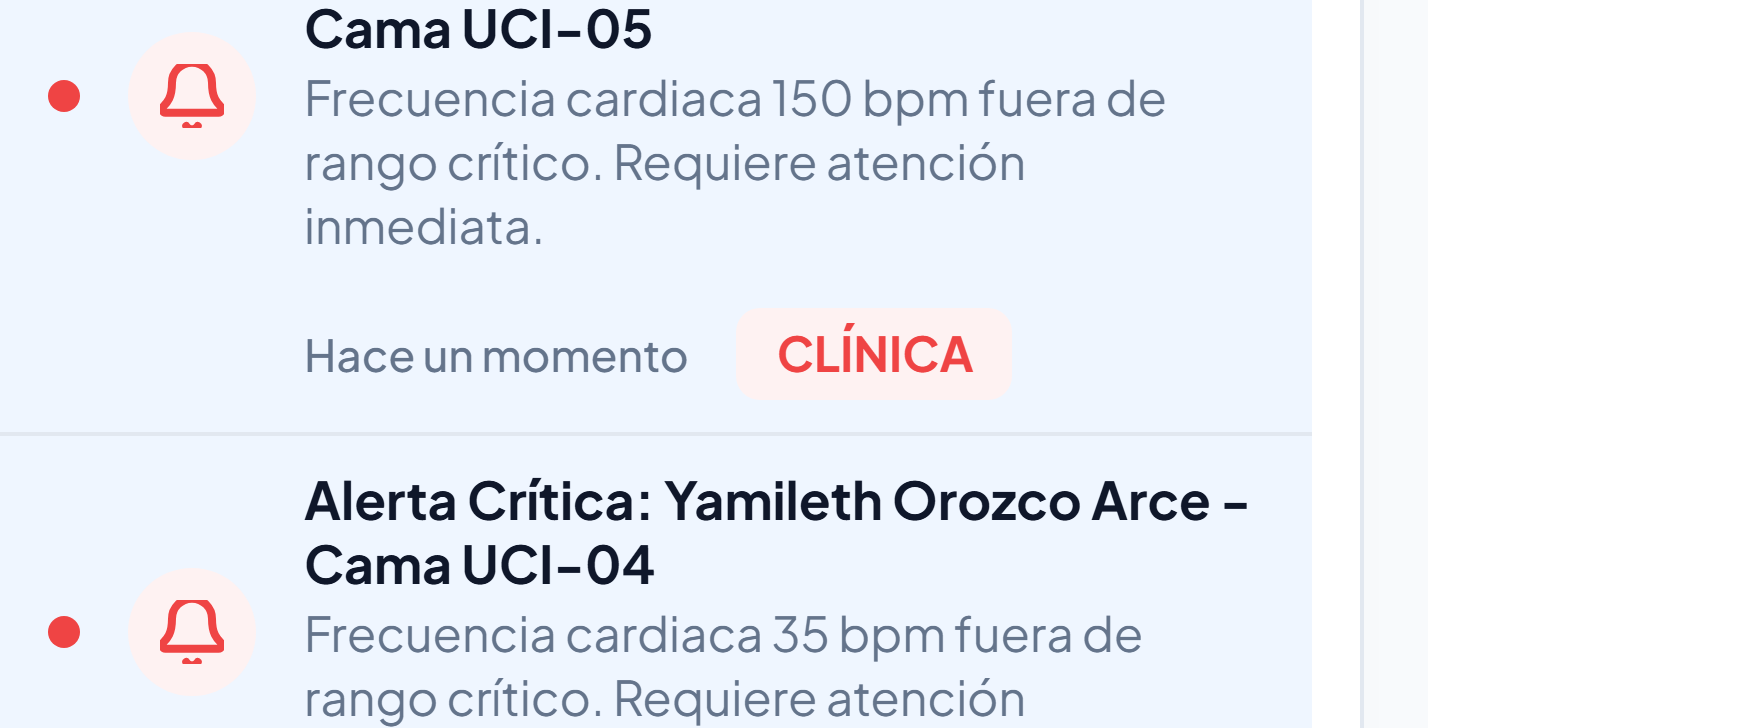 Cama UCI-05
Frecuencia cardiaca 150 bpm fuera de
rango crítico. Requiere atención
inmediata.
Hace un momento CLÍNICA
Alerta Crítica: Yamileth Orozco Arce -
Cama UCI-04
Frecuencia cardiaca 35 bpm fuera de
rango crítico. Requiere atención